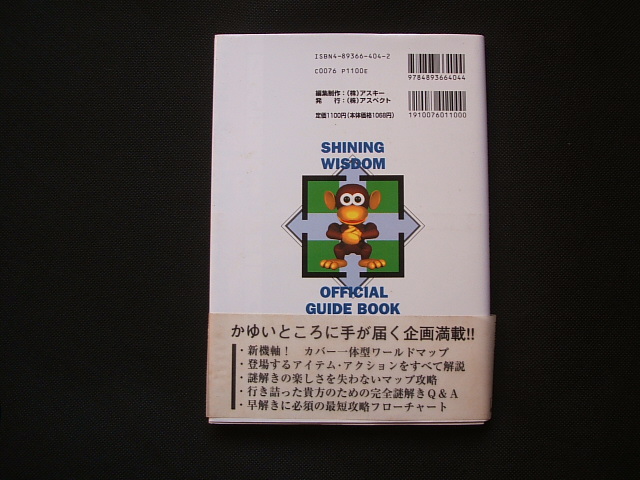 ISBN4-89366-404-2
C0076 P1100E
9784893664044
編集制作：(株)アスキー
発　行：(株)アスペクト
定価1100円(本体価格1068円)
1910076011000
SHINING
WISDOM
OFFICIAL
GUIDE BOOK
かゆいところに手が届く企画満載!!
・新機軸！　カバー一体型ワールドマップ
・登場するアイテム・アクションをすべて解説
・謎解きの楽しさを失わないマップ攻略
・行き詰った貴方のための完全謎解きＱ＆Ａ
・早解きに必須の最短攻略フローチャート